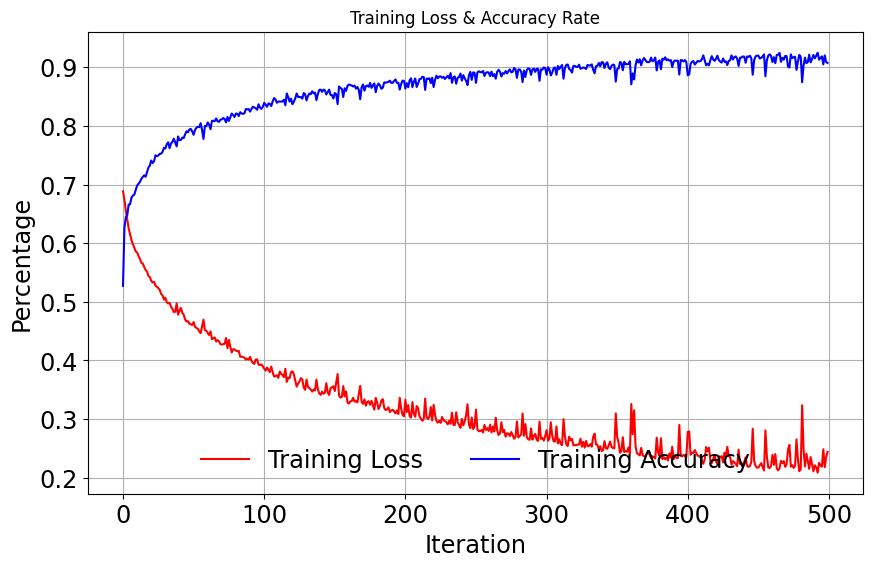 Training Loss & Accuracy Rate
Percentage
0.9
0.8
0.7
0.6
0.5
0.4
0.3
0.2
Training Loss
Training Accuracy
0
100
200
300
400
500
Iteration